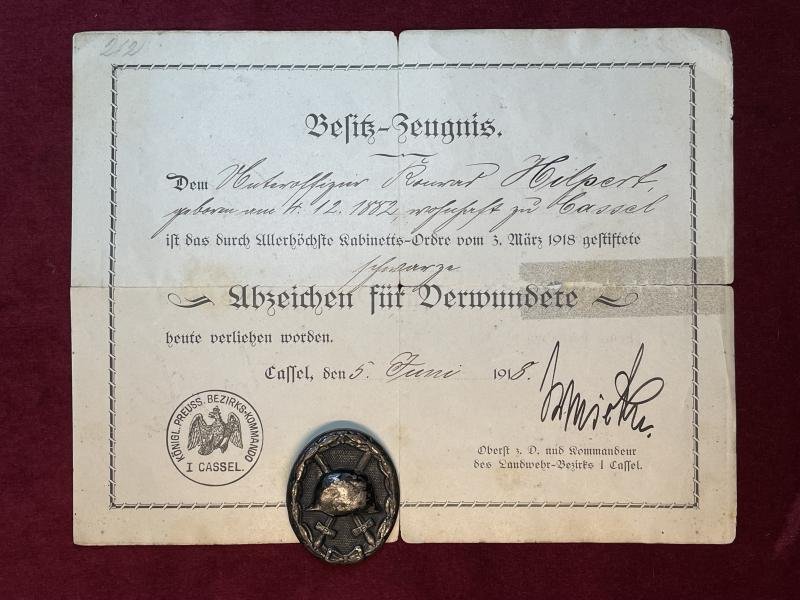 252
Besitz-Zeugnis.
Dem Unteroffizier Konrad Hilpert,
geboren am 4. 12. 1882, wohnhaft zu Cassel
ist das durch Allerhöchste Kabinetts-Ordre vom 3. März 1918 gestiftete
schwarze
Abzeichen für Verwundete
heute verliehen worden.
Cassel, den 5. Juni 1918.
KÖNIGL. PREUSS. BEZIRKS-KOMMANDO
I CASSEL.
Oberst z. D. und Kommandeur
des Landwehr-Bezirks I Cassel.